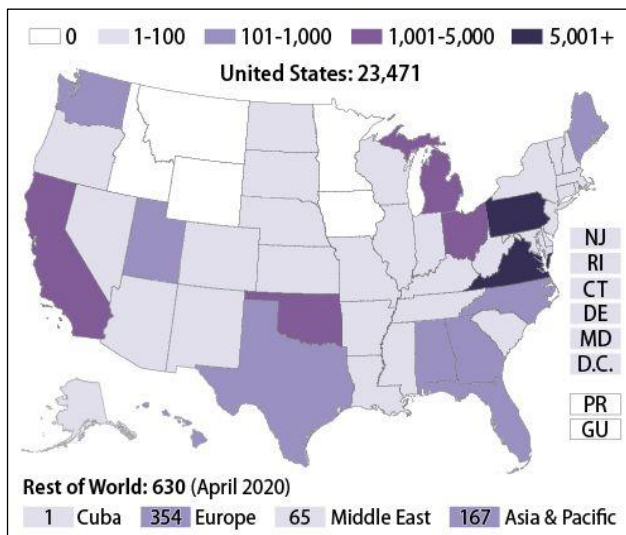 0 1-100 101-1,000 1,001-5,000 5,001+
United States: 23,471
NJ
RI
CT
DE
MD
D.C.
PR
GU
Rest of World: 630 (April 2020)
1 Cuba 354 Europe 65 Middle East 167 Asia & Pacific